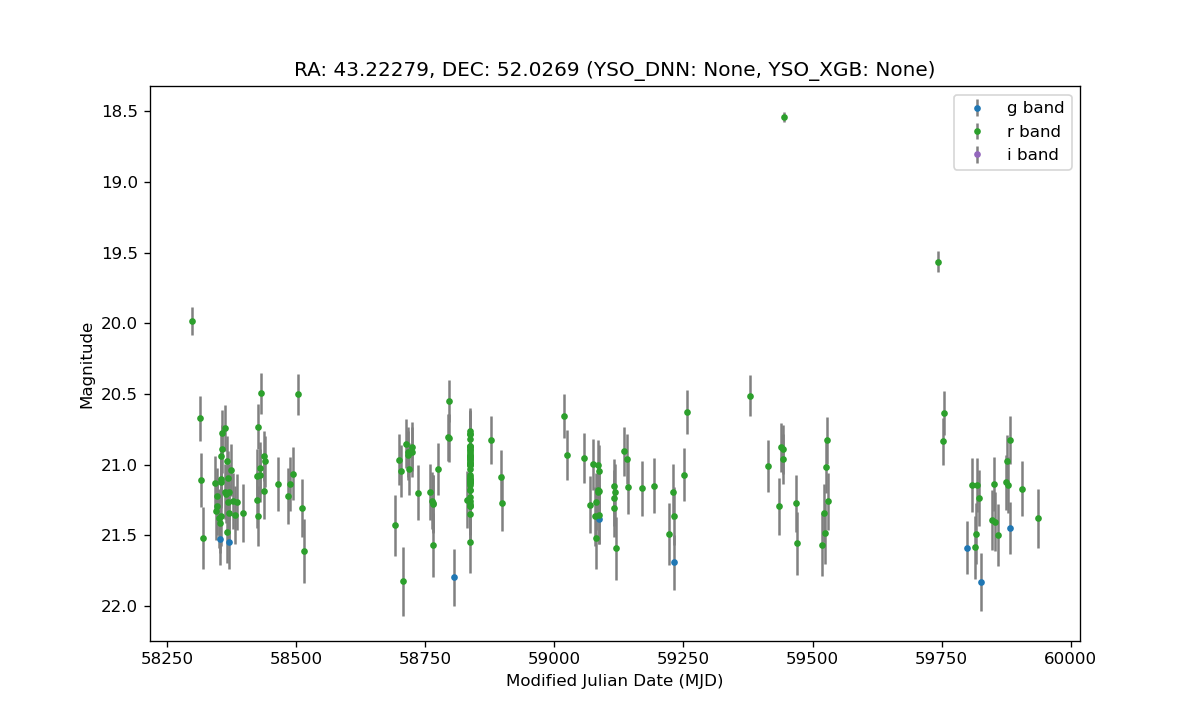 RA: 43.22279, DEC: 52.0269 (YSO_DNN: None, YSO_XGB: None)
g band
r band
i band
18.5
19.0
19.5
20.0
20.5
21.0
21.5
22.0
Magnitude
58250 58500 58750 59000 59250 59500 59750 60000
Modified Julian Date (MJD)